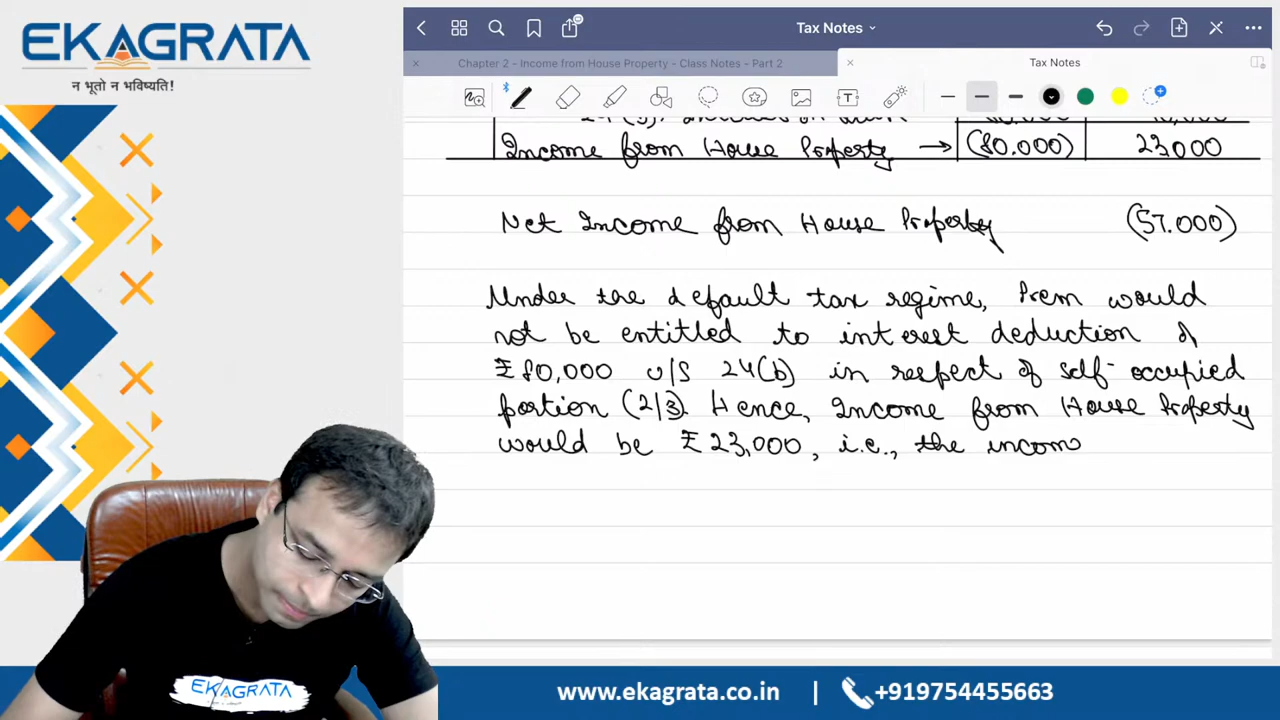 EKAGRATA
न भूतो न भविष्यति!
Tax Notes
Chapter 2 - Income from House Property - Class Notes - Part 2
Tax Notes
Income from House Property → (80.000) 23,000
Net Income from House Property (57.000)
Under the default tax regime, Prem would
not be entitled to interest deduction of
₹80,000 u/s 24(b) in respect of self-occupied
portion (2/3). Hence, Income from House Property
would be ₹23,000, i.e., the incom
EKAGRATA
www.ekagrata.co.in | +919754455663